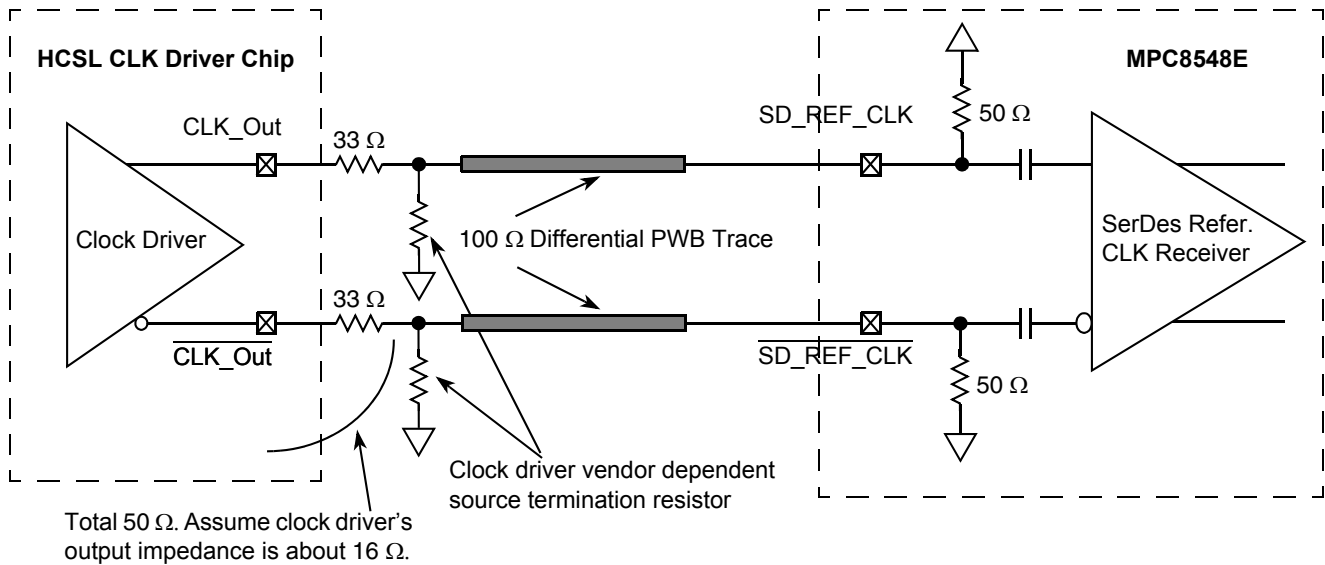 HCSL CLK Driver Chip
MPC8548E
CLK_Out
33 Ω
SD_REF_CLK
50 Ω
Clock Driver
100 Ω Differential PWB Trace
SerDes Refer.
CLK Receiver
33 Ω
CLK_Out
SD_REF_CLK
50 Ω
Clock driver vendor dependent
source termination resistor
Total 50 Ω. Assume clock driver's
output impedance is about 16 Ω.